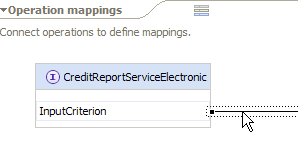 Operation mappings
Connect operations to define mappings.
I CreditReportServiceElectronic
InputCriterion